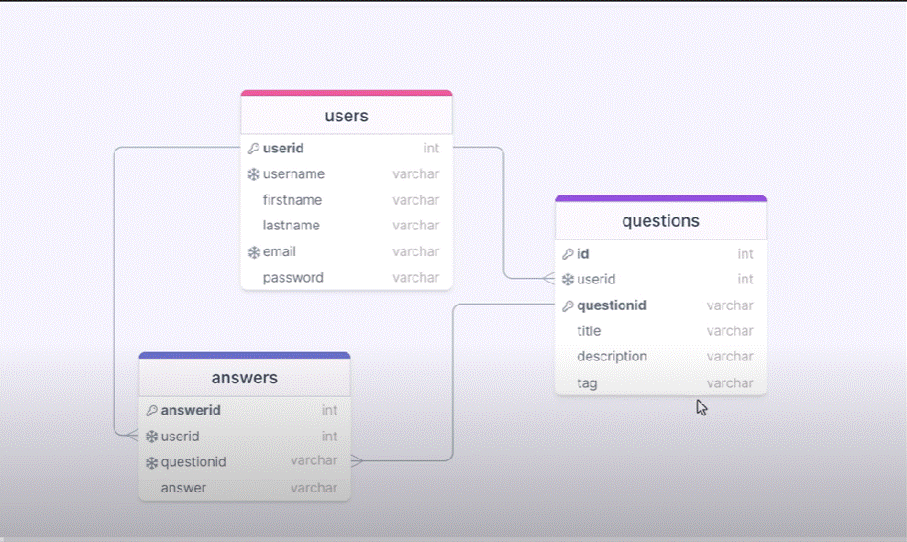 users
userid int
username varchar
firstname varchar
lastname varchar
email varchar
password varchar
questions
id int
userid int
questionid varchar
title varchar
description varchar
tag varchar
answers
answerid int
userid int
questionid varchar
answer varchar